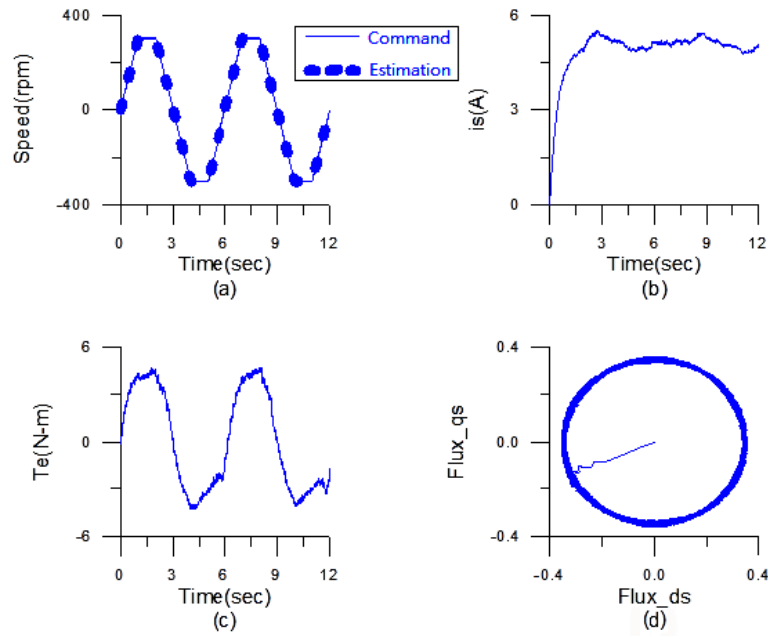 400
0
-400
Speed(rpm)
0 3 6 9 12
Time(sec)
(a)
Command
Estimation
6
3
0
is(A)
0 3 6 9 12
Time(sec)
(b)
6
0
-6
Te(N-m)
0 3 6 9 12
Time(sec)
(c)
0.4
0.0
-0.4
Flux_qs
-0.4 0.0 0.4
Flux_ds
(d)